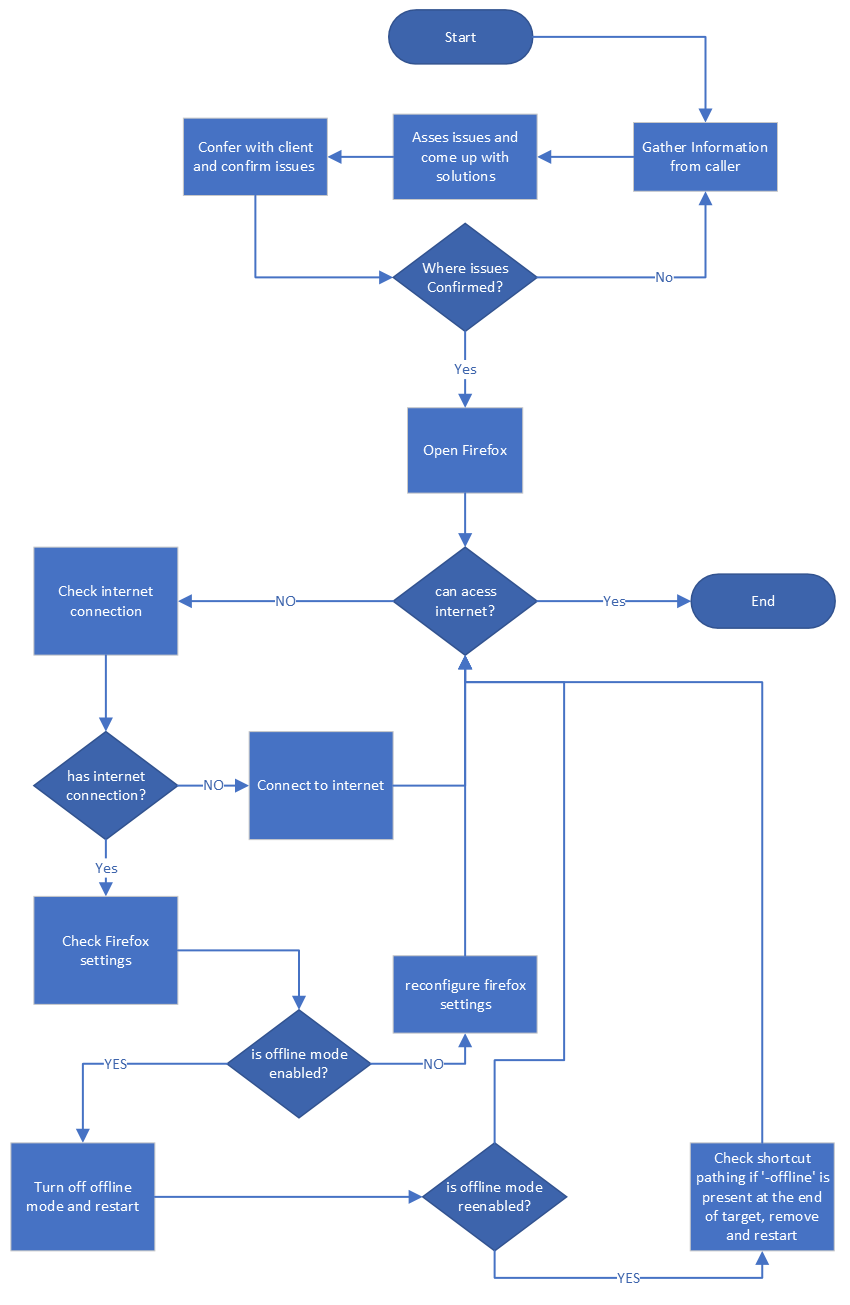 Start
Gather Information
from caller
Asses issues and
come up with
solutions
Confer with client
and confirm issues
Where issues
Confirmed?
No
Yes
Open Firefox
can acess
internet?
Yes
End
NO
Check internet
connection
has internet
connection?
NO
Connect to internet
Yes
Check Firefox
settings
is offline mode
enabled?
NO
reconfigure firefox
settings
YES
Turn off offline
mode and restart
is offline mode
reenabled?
YES
Check shortcut
pathing if '-offline' is
present at the end
of target, remove
and restart